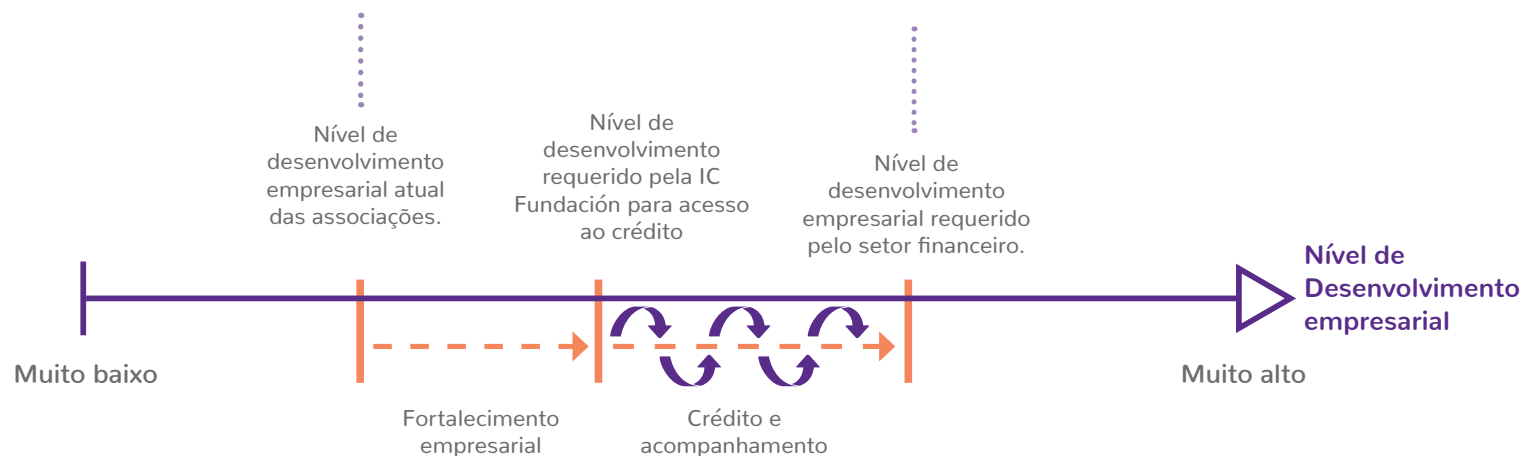 Nível de
desenvolvimento
empresarial atual
das associações.
Nível de
desenvolvimento
requerido pela IC
Fundación para acesso
ao crédito
Nível de
desenvolvimento
empresarial requerido
pelo setor financeiro.
Nível de
Desenvolvimento
empresarial
Muito baixo
Muito alto
Fortalecimento
empresarial
Crédito e
acompanhamento